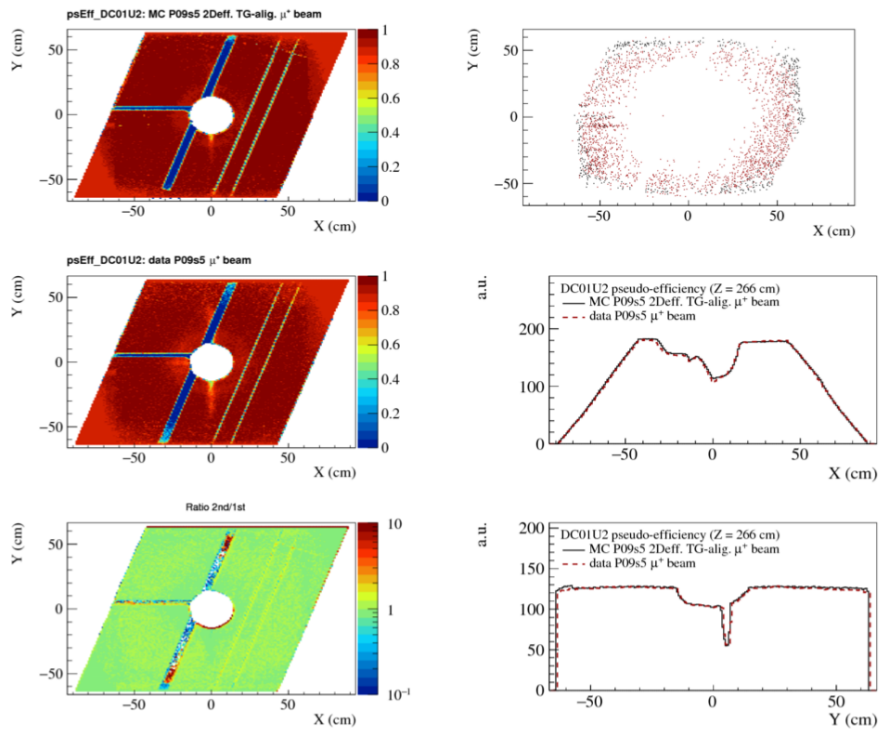 psEff_DC01U2: MC P09s5 2Deff. TG-alig. μ⁺ beam
Y (cm)
50
0
−50
−50
0
50
X (cm)
1
0.8
0.6
0.4
0.2
0
Y (cm)
50
0
−50
−50
0
50
X (cm)
psEff_DC01U2: data P09s5 μ⁺ beam
Y (cm)
50
0
−50
−50
0
50
X (cm)
1
0.8
0.6
0.4
0.2
0
a.u.
DC01U2 pseudo-efficiency (Z = 266 cm)
MC P09s5 2Deff. TG-alig. μ⁺ beam
data P09s5 μ⁺ beam
200
100
0
−50
0
50
X (cm)
Ratio 2nd/1st
Y (cm)
50
0
−50
−50
0
50
X (cm)
10
1
10⁻¹
a.u.
DC01U2 pseudo-efficiency (Z = 266 cm)
MC P09s5 2Deff. TG-alig. μ⁺ beam
data P09s5 μ⁺ beam
200
150
100
50
0
−50
0
50
Y (cm)